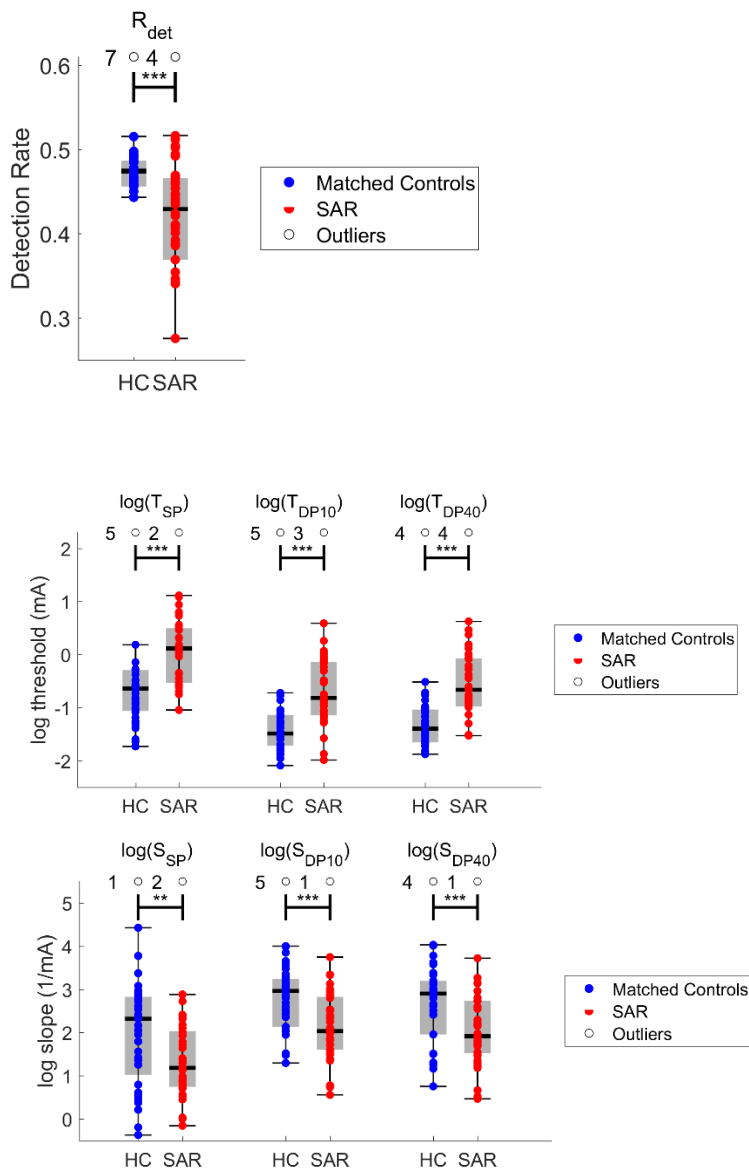 R_det
7 4
***
0.6
0.5
0.4
0.3
Detection Rate
HC SAR
Matched Controls
SAR
Outliers
log(T_SP) log(T_DP10) log(T_DP40)
5 2 5 3 4 4
*** *** ***
2
1
0
-1
-2
log threshold (mA)
HC SAR HC SAR HC SAR
Matched Controls
SAR
Outliers
log(S_SP) log(S_DP10) log(S_DP40)
1 2 5 1 4 1
** *** ***
5
4
3
2
1
0
log slope (1/mA)
HC SAR HC SAR HC SAR
Matched Controls
SAR
Outliers